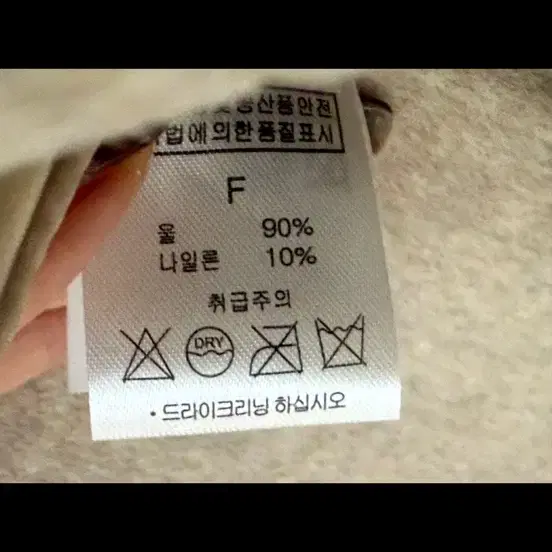 산품안전
법에의한 품질표시
F
울 90%
나일론 10%
취급주의
DRY
• 드라이크리닝 하십시오